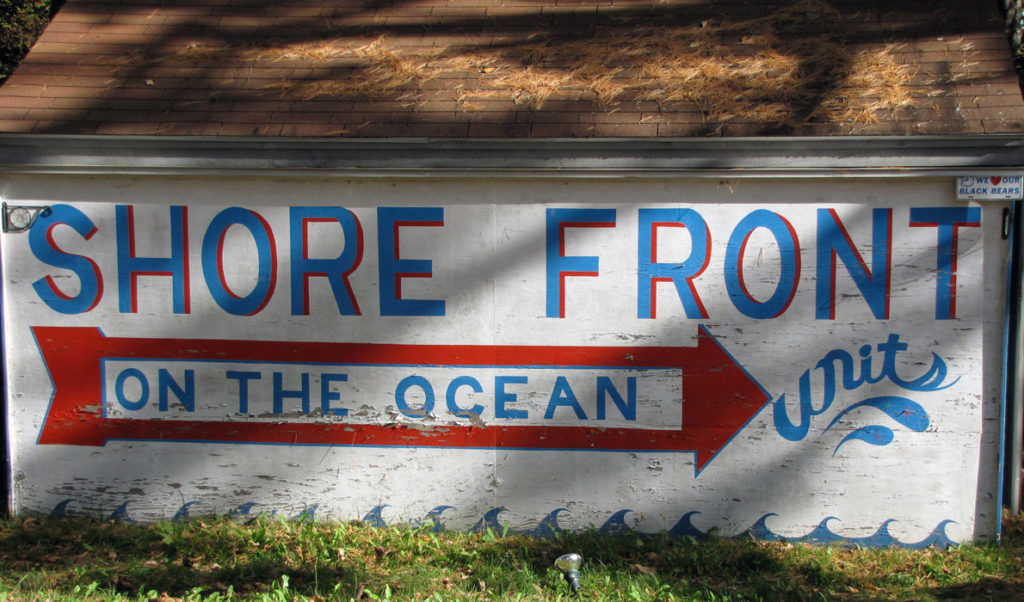 WE ❤ OUR
BLACK BEARS
SHORE FRONT
ON THE OCEAN
Units